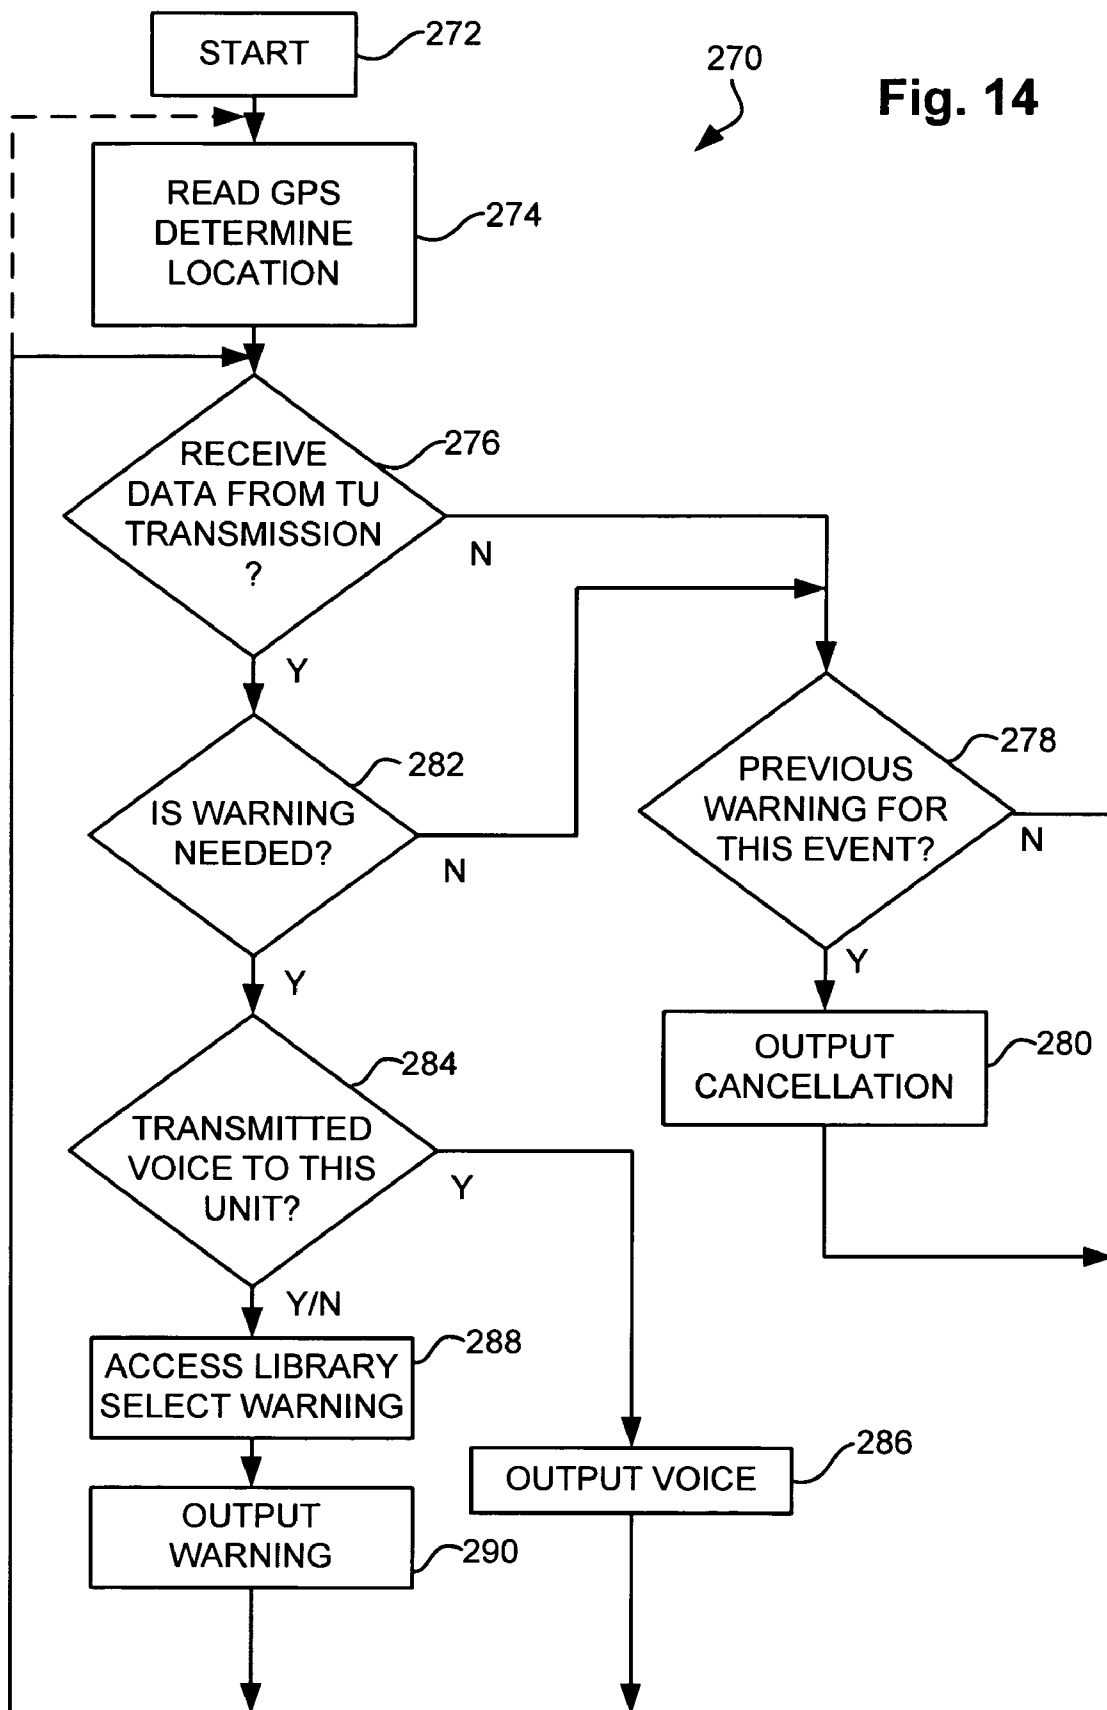 START
272
270
Fig. 14
READ GPS
DETERMINE
LOCATION
274
RECEIVE
DATA FROM TU
TRANSMISSION
?
276
N
Y
IS WARNING
NEEDED?
282
N
Y
PREVIOUS
WARNING FOR
THIS EVENT?
278
N
Y
OUTPUT
CANCELLATION
280
TRANSMITTED
VOICE TO THIS
UNIT?
284
Y
Y/N
ACCESS LIBRARY
SELECT WARNING
288
OUTPUT VOICE
286
OUTPUT
WARNING
290